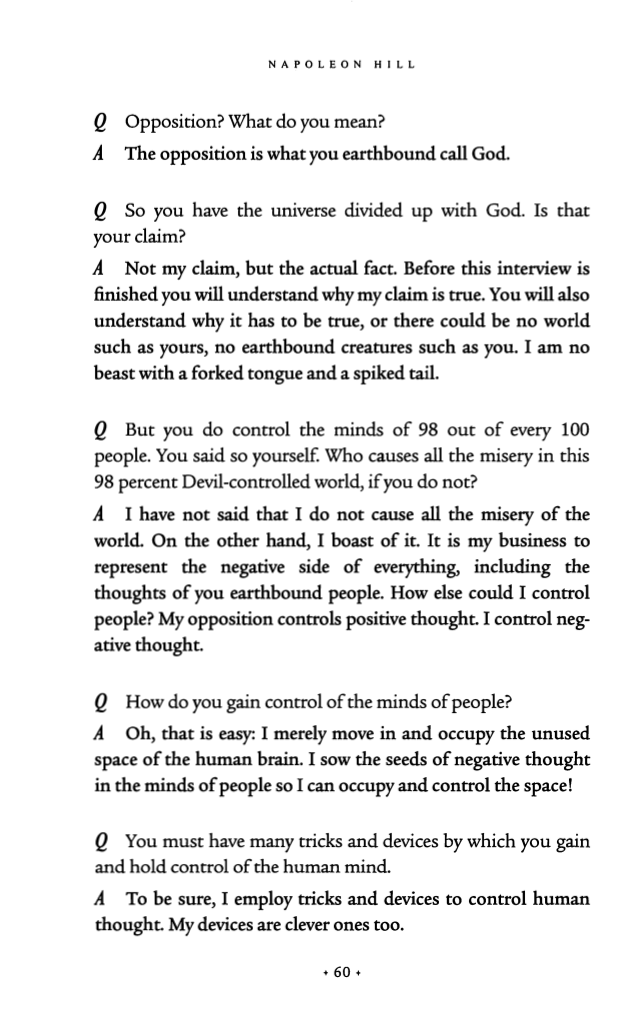 NAPOLEON HILL
Q Opposition? What do you mean?
A The opposition is what you earthbound call God.
Q So you have the universe divided up with God. Is that
your claim?
A Not my claim, but the actual fact. Before this interview is
finished you will understand why my claim is true. You will also
understand why it has to be true, or there could be no world
such as yours, no earthbound creatures such as you. I am no
beast with a forked tongue and a spiked tail.
Q But you do control the minds of 98 out of every 100
people. You said so yourself. Who causes all the misery in this
98 percent Devil-controlled world, if you do not?
A I have not said that I do not cause all the misery of the
world. On the other hand, I boast of it. It is my business to
represent the negative side of everything, including the
thoughts of you earthbound people. How else could I control
people? My opposition controls positive thought. I control neg-
ative thought.
Q How do you gain control of the minds of people?
A Oh, that is easy: I merely move in and occupy the unused
space of the human brain. I sow the seeds of negative thought
in the minds of people so I can occupy and control the space!
Q You must have many tricks and devices by which you gain
and hold control of the human mind.
A To be sure, I employ tricks and devices to control human
thought. My devices are clever ones too.
• 60 •